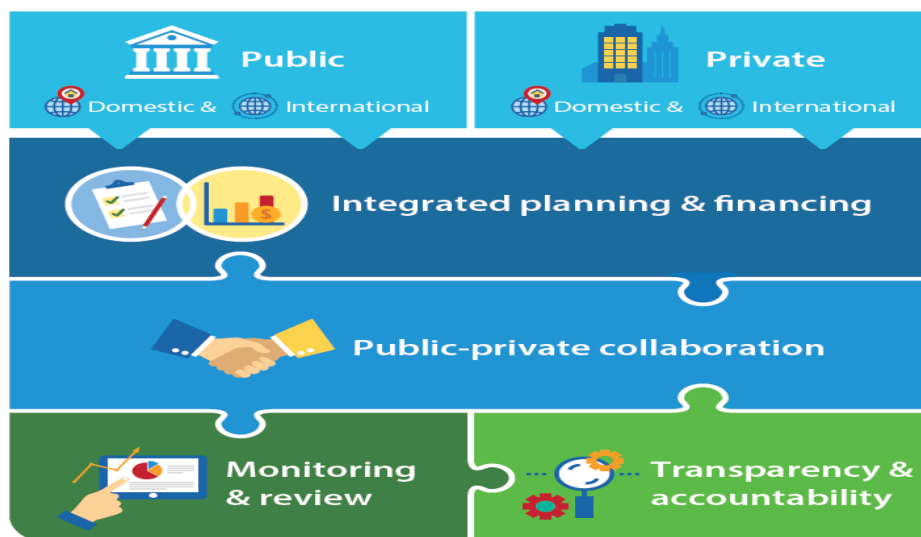 Public
Domestic & International
Private
Domestic & International
Integrated planning & financing
Public-private collaboration
Monitoring
& review
Transparency &
accountability